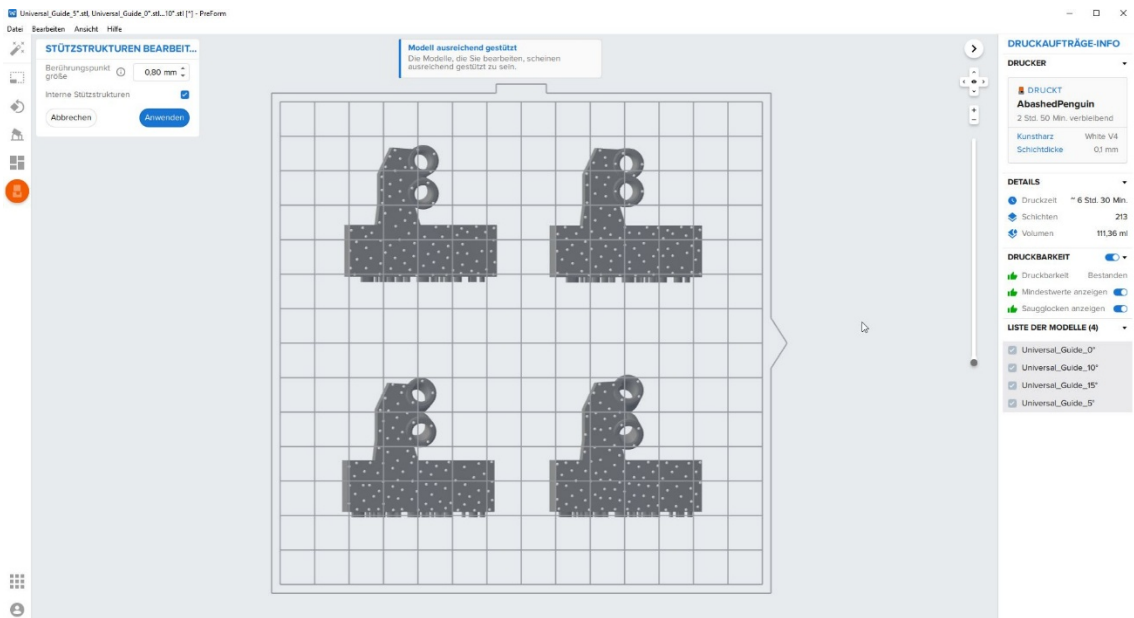 Universal_Guide_5°.stl, Universal_Guide_0°.stl...10°.stl [*] - PreForm
Datei Bearbeiten Ansicht Hilfe
STÜTZSTRUKTUREN BEARBEIT...
Berührungspunkt
größe
0,80 mm
Interne Stützstrukturen
Abbrechen
Anwenden
Modell ausreichend gestützt
Die Modelle, die Sie bearbeiten, scheinen
ausreichend gestützt zu sein.
DRUCKAUFTRÄGE-INFO
DRUCKER
DRUCKT
AbashedPenguin
2 Std. 50 Min. verbleibend
Kunstharz White V4
Schichtdicke 0,1 mm
DETAILS
Druckzeit ~ 6 Std. 30 Min.
Schichten 213
Volumen 111,36 ml
DRUCKBARKEIT
Druckbarkeit Bestanden
Mindestwerte anzeigen
Saugglocken anzeigen
LISTE DER MODELLE (4)
Universal_Guide_0°
Universal_Guide_10°
Universal_Guide_15°
Universal_Guide_5°